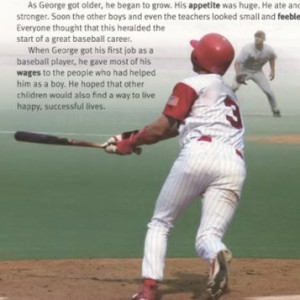 As George got older, he began to grow. His appetite was huge. He ate and
stronger. Soon the other boys and even the teachers looked small and feeble
Everyone thought that this heralded the
start of a great baseball career.
When George got his first job as a
baseball player, he gave most of his
wages to the people who had helped
him as a boy. He hoped that other
children would also find a way to live
happy, successful lives.
3